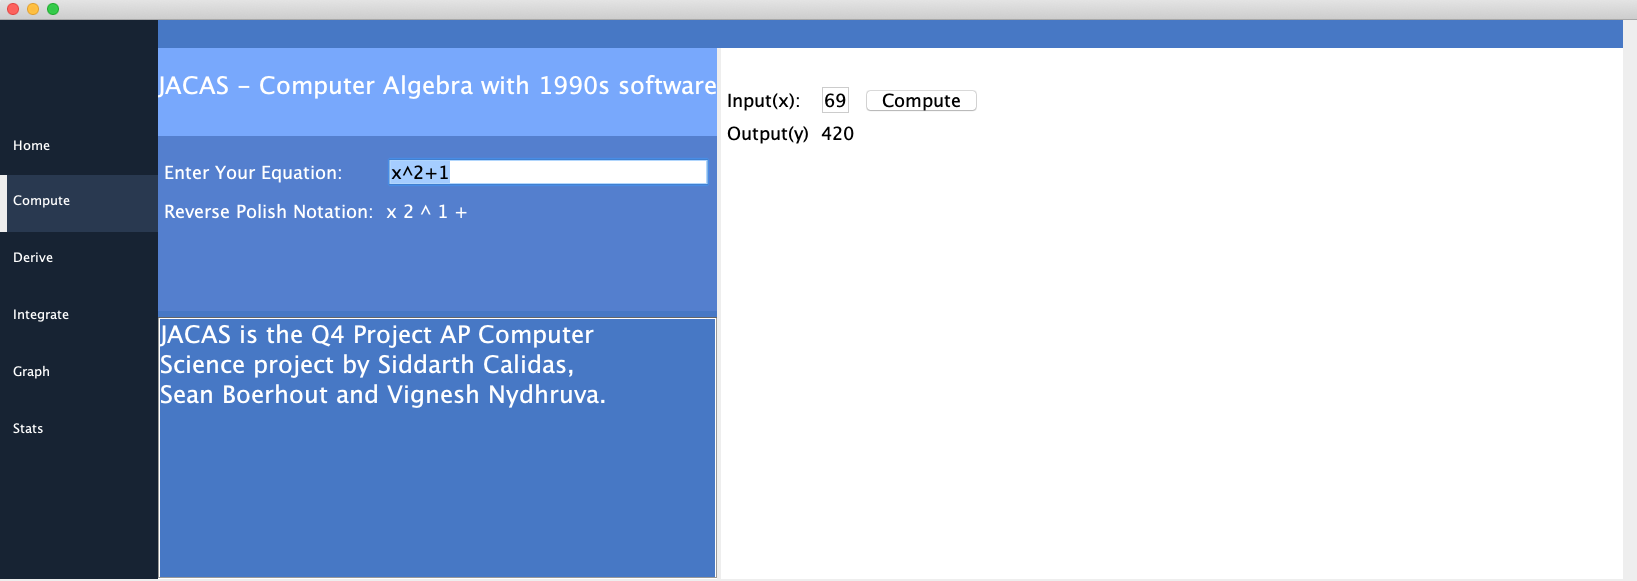 Home
Compute
Derive
Integrate
Graph
Stats
JACAS - Computer Algebra with 1990s software
Enter Your Equation: x^2+1
Reverse Polish Notation: x 2 ^ 1 +
JACAS is the Q4 Project AP Computer
Science project by Siddarth Calidas,
Sean Boerhout and Vignesh Nydhruva.
Input(x): 69 Compute
Output(y) 420